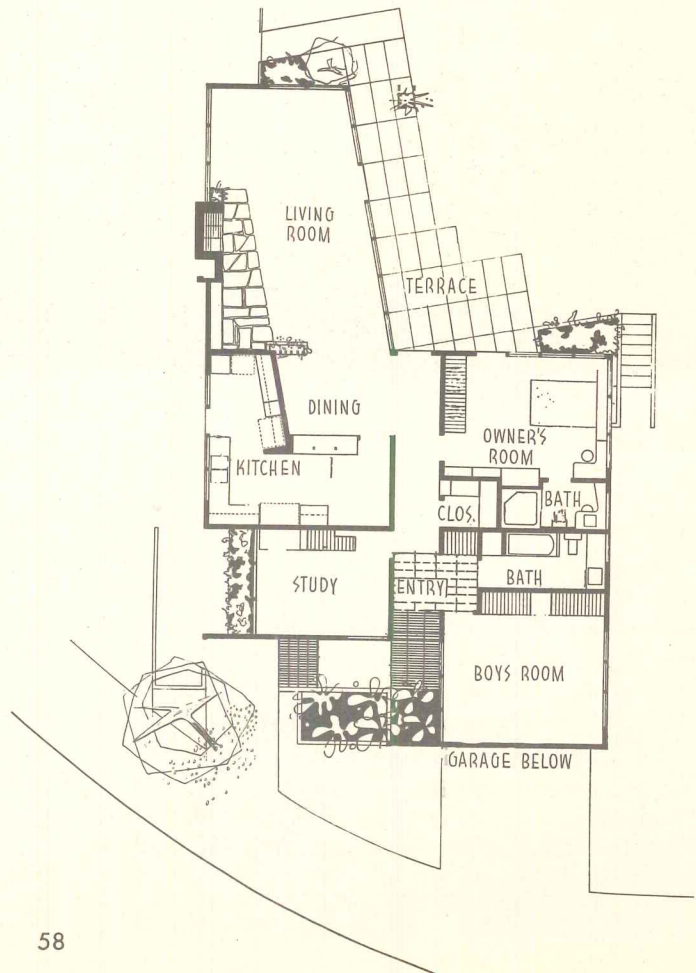 LIVING
ROOM
TERRACE
DINING
OWNER'S
ROOM
KITCHEN
CLOS.
BATH
STUDY
ENTRY
BATH
BOYS ROOM
GARAGE BELOW
58